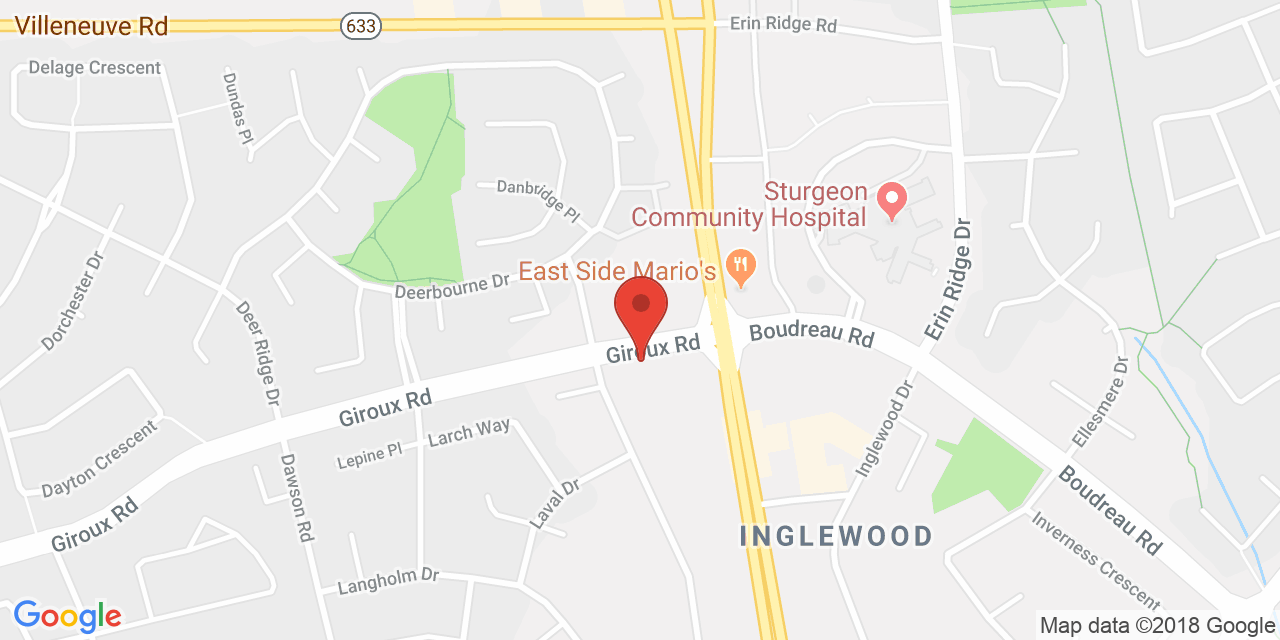 Villeneuve Rd
633
Erin Ridge Rd
Delage Crescent
Dundas Pl
Danbridge Pl
Sturgeon
Community Hospital
East Side Mario's
Dorchester Dr
Deerbourne Dr
Erin Ridge Dr
Deer Ridge Dr
Giroux Rd
Boudreau Rd
Giroux Rd
Larch Way
Lepine Pl
Inglewood Dr
Ellesmere Dr
Dayton Crescent
Dawson Rd
Laval Dr
Giroux Rd
INGLEWOOD
Boudreau Rd
Inverness Crescent
Langholm Dr
Google
Map data ©2018 Google